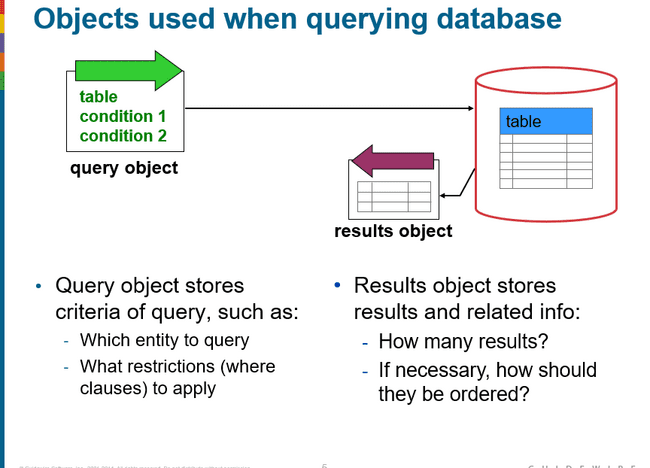 Objects used when querying database
table
condition 1
condition 2
query object
table
results object
• Query object stores
criteria of query, such as:
- Which entity to query
- What restrictions (where
clauses) to apply
• Results object stores
results and related info:
- How many results?
- If necessary, how should
they be ordered?